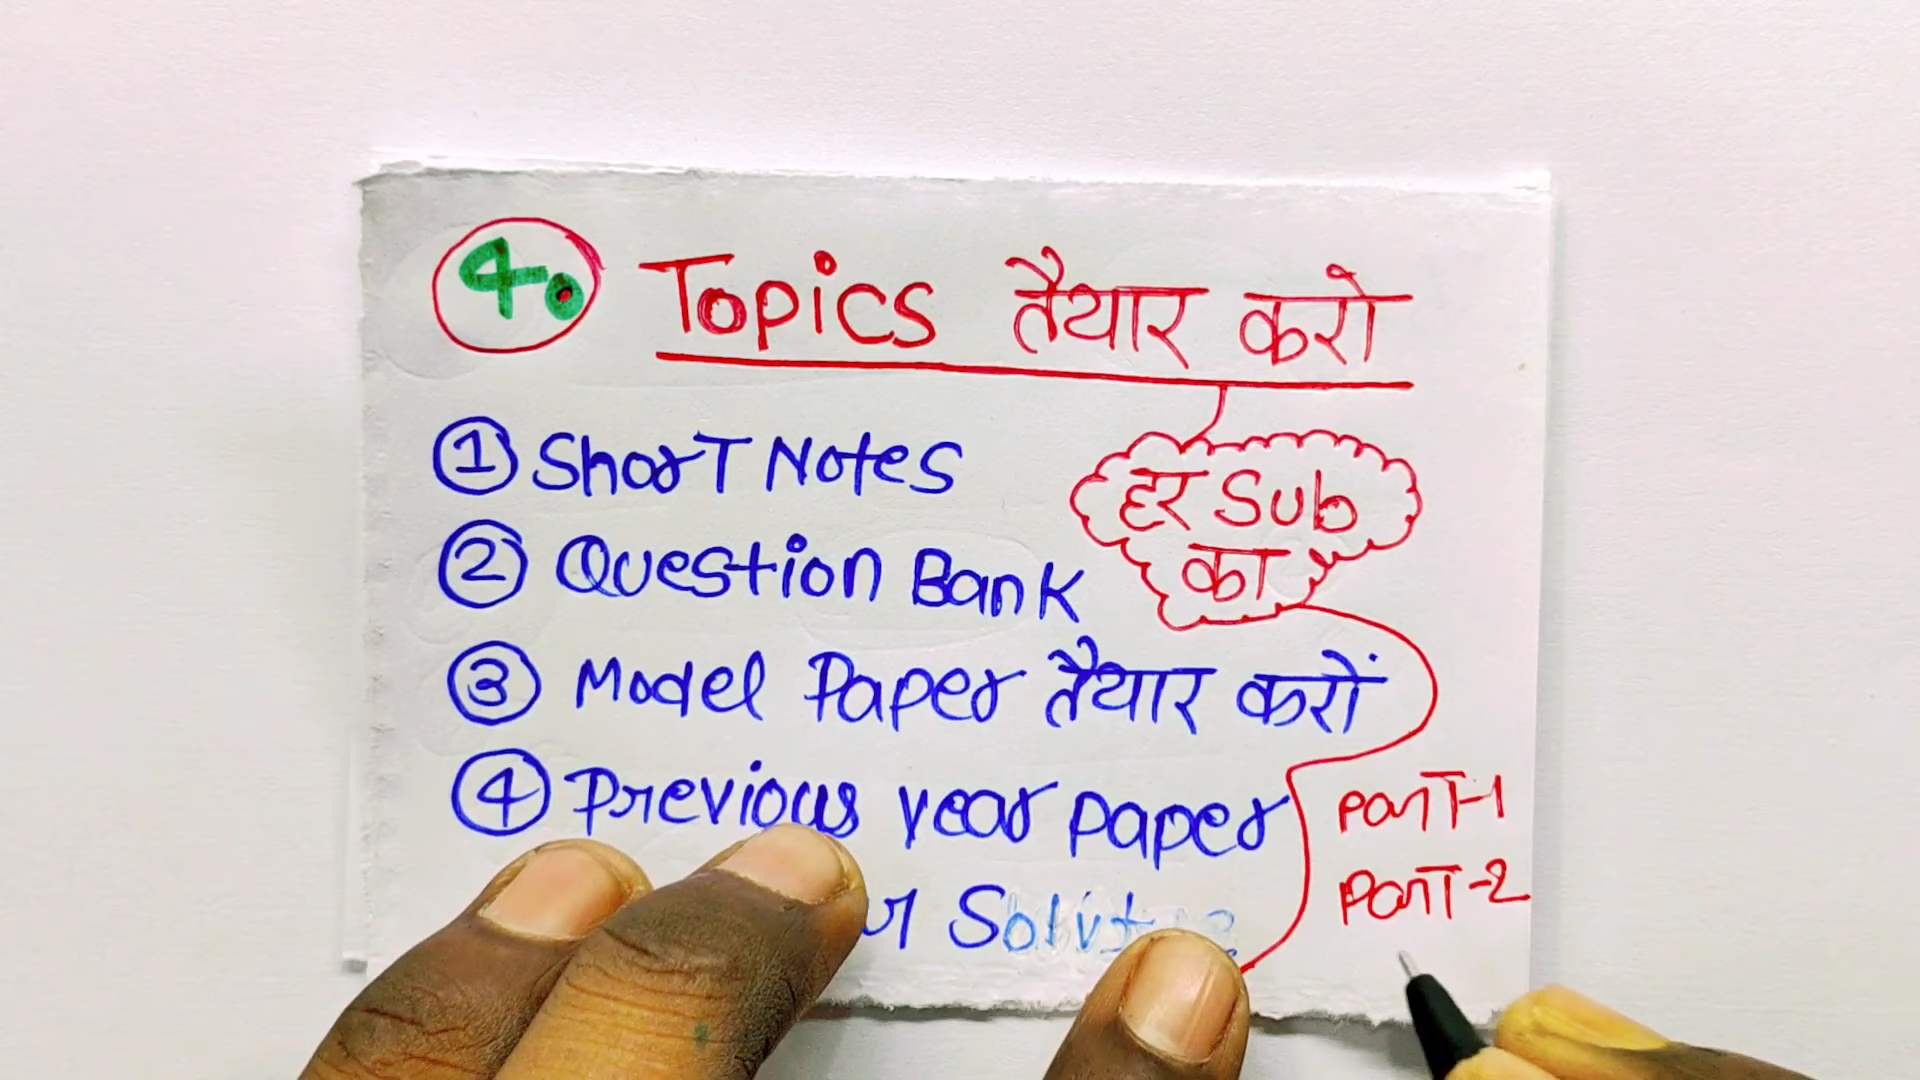 4. Topics तैयार करो
हर Sub
का
① Short Notes
② Question Bank
③ Model Paper तैयार करों
④ Previous Year Paper
Part-1
Part-2